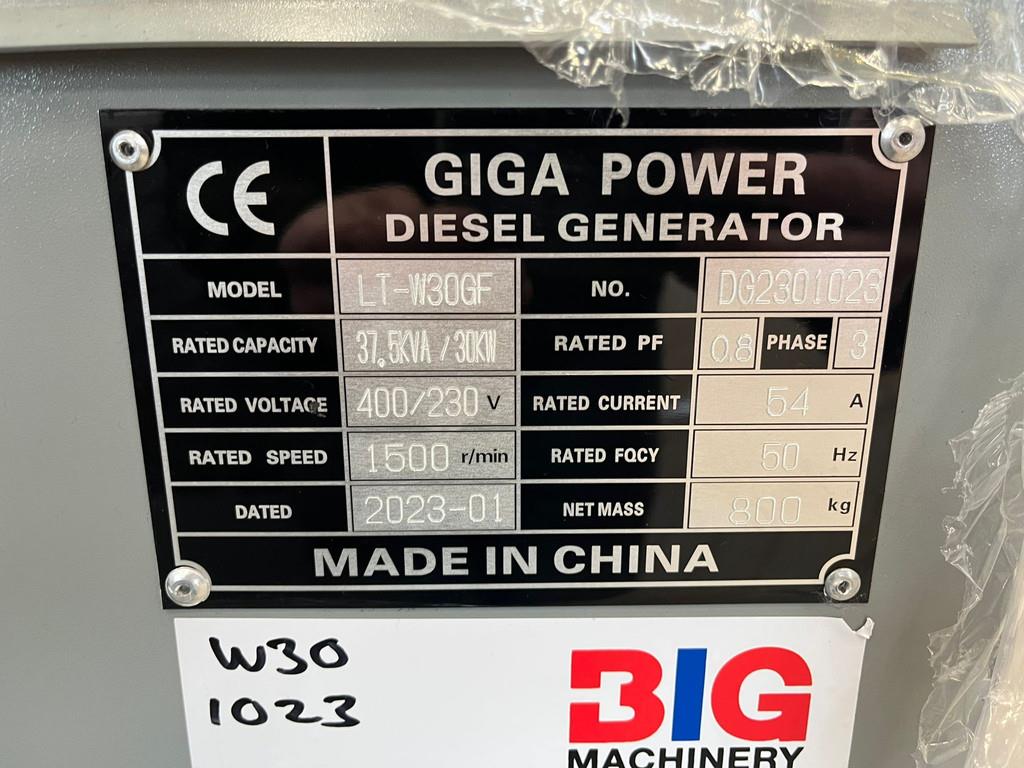 CE GIGA POWER
DIESEL GENERATOR
MODEL LT-W30GF NO. DG2301023
RATED CAPACITY 37.5KVA / 30KW RATED PF 0.8 PHASE 3
RATED VOLTAGE 400/230 V RATED CURRENT 54 A
RATED SPEED 1500 r/min RATED FQCY 50 Hz
DATED 2023-01 NET MASS 800 kg
MADE IN CHINA
W30
1023
BIG
MACHINERY